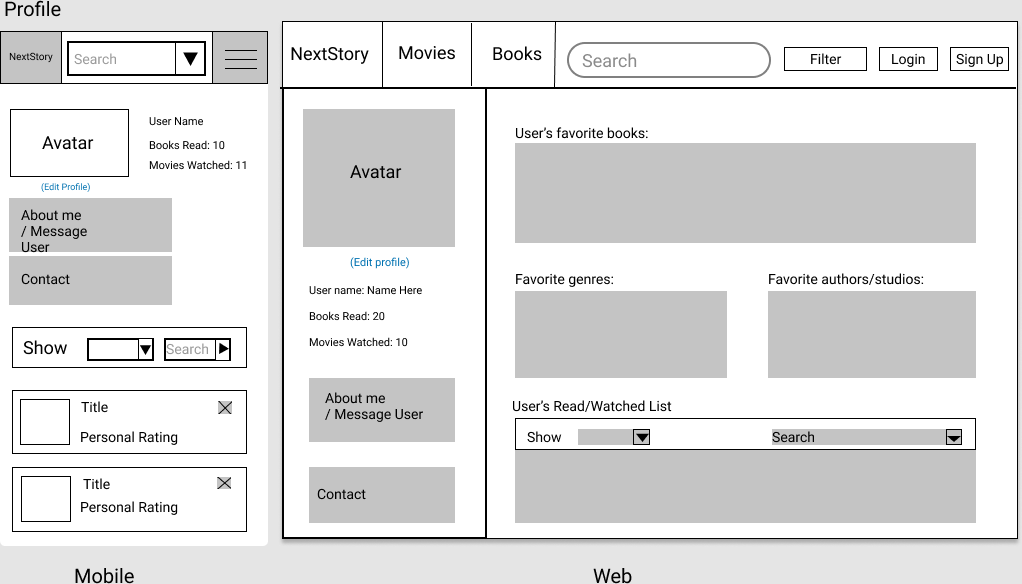 Profile
NextStory
Search
User Name
Avatar
Books Read: 10
Movies Watched: 11
(Edit Profile)
About me
/ Message
User
Contact
Show
Search
Title
Personal Rating
Title
Personal Rating
Mobile
NextStory
Movies
Books
Search
Filter
Login
Sign Up
Avatar
(Edit profile)
User name: Name Here
Books Read: 20
Movies Watched: 10
About me
/ Message User
Contact
User's favorite books:
Favorite genres:
Favorite authors/studios:
User's Read/Watched List
Show
Search
Web